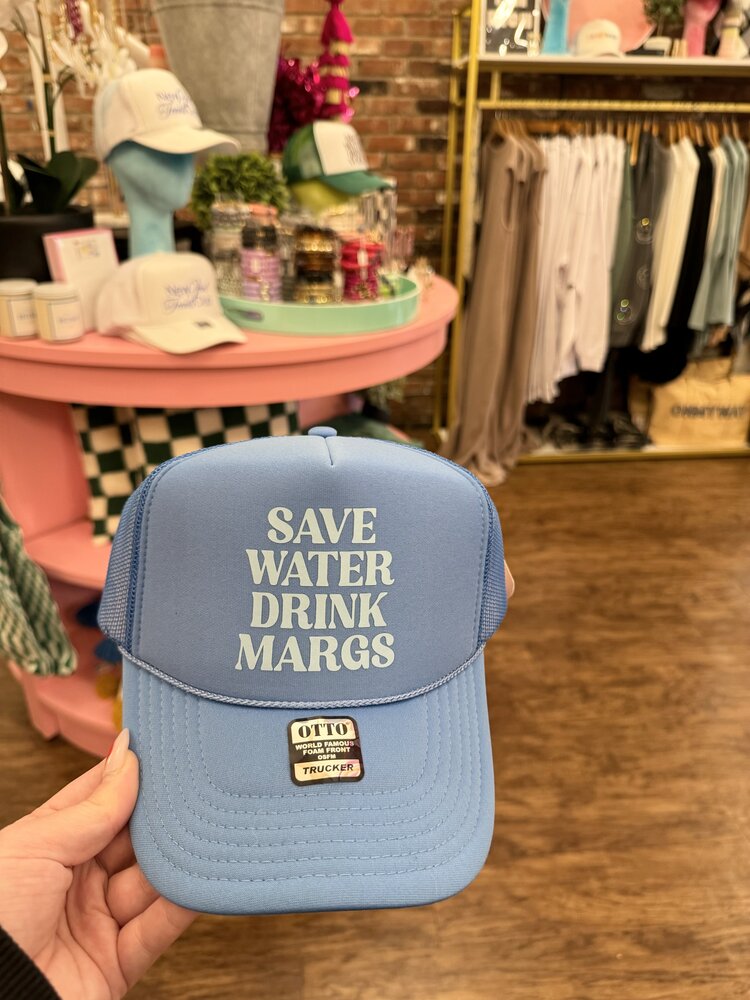 SAVE
WATER
DRINK
MARGS
OTTO
WORLD FAMOUS
FOAM FRONT
OSFM
TRUCKER